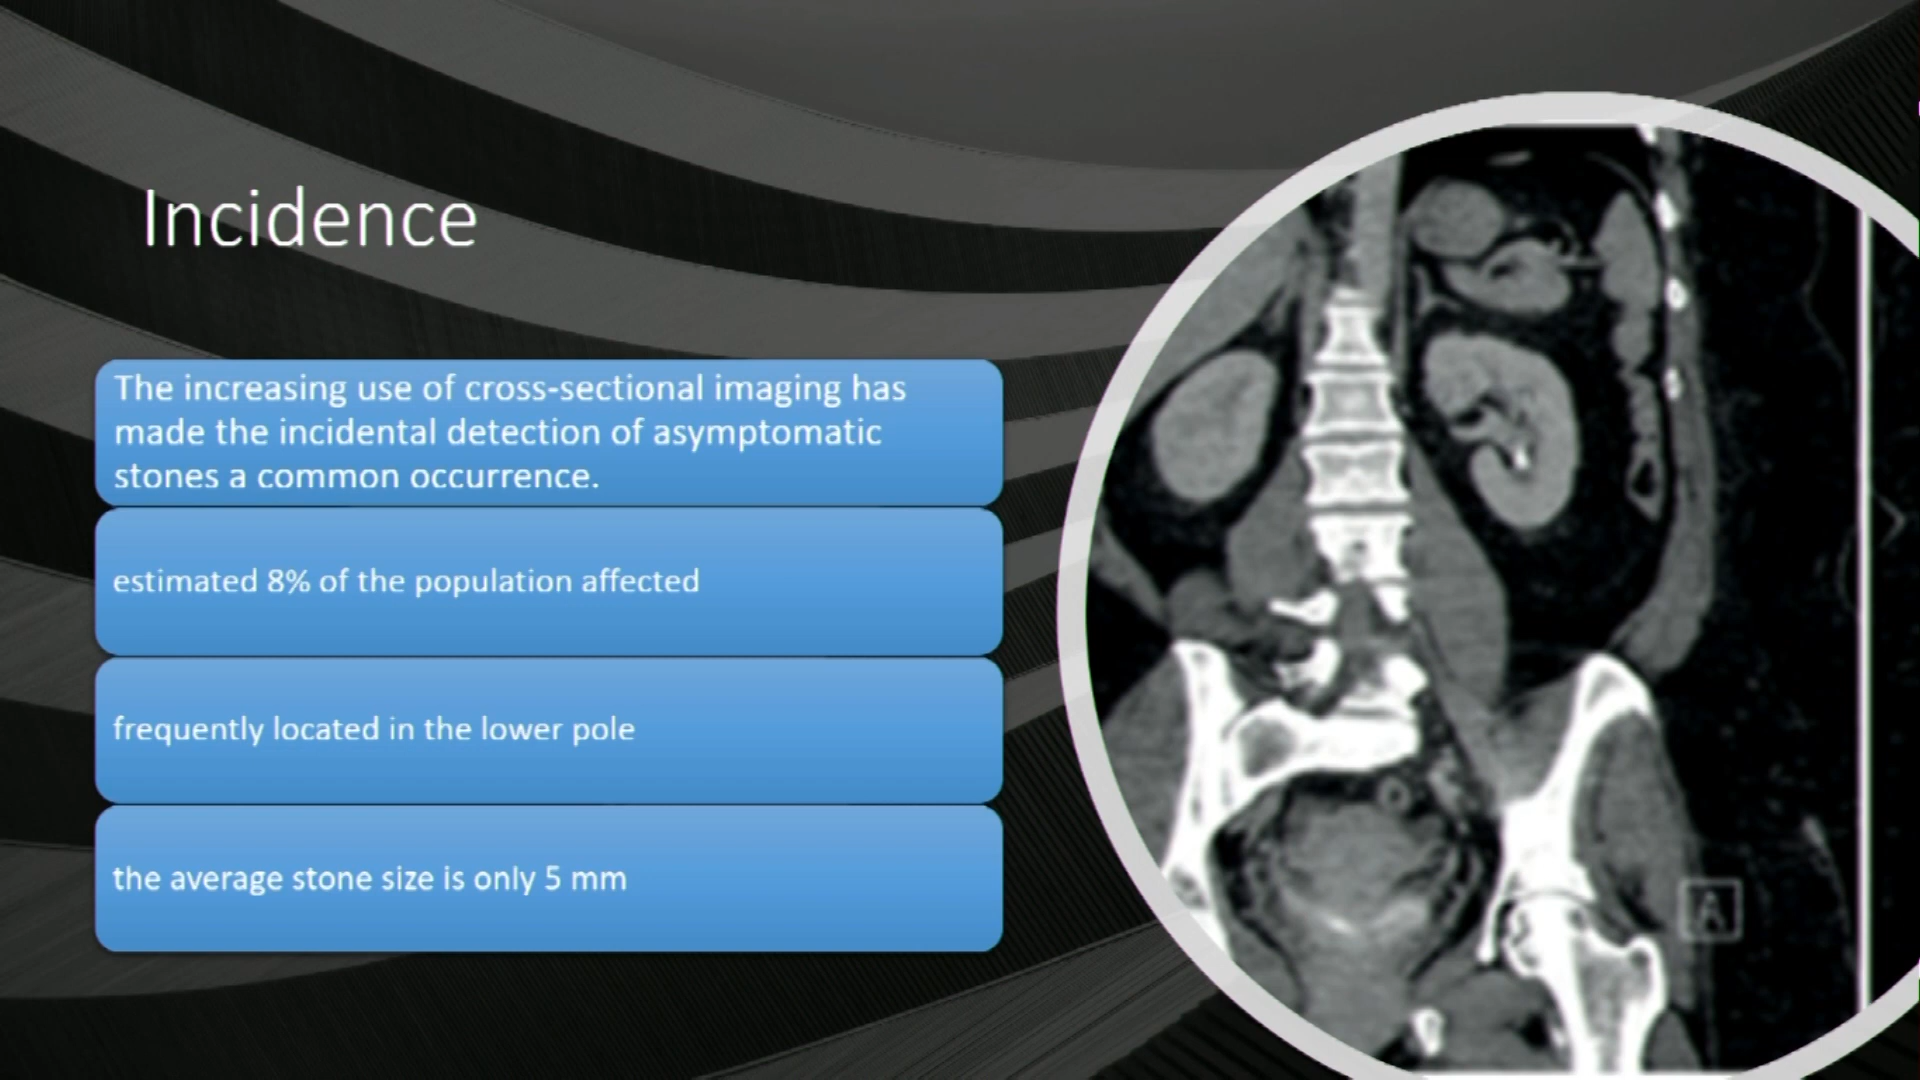 Incidence
The increasing use of cross-sectional imaging has
made the incidental detection of asymptomatic
stones a common occurrence.
estimated 8% of the population affected
frequently located in the lower pole
the average stone size is only 5 mm
A